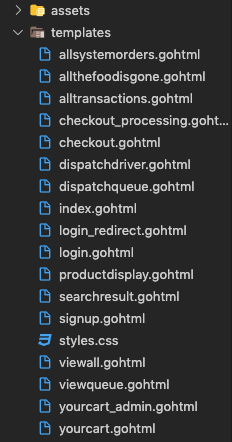 assets
templates
allsystemorders.gohtml
allthefoodisgone.gohtml
alltransactions.gohtml
checkout_processing.goht...
checkout.gohtml
dispatchdriver.gohtml
dispatchqueue.gohtml
index.gohtml
login_redirect.gohtml
login.gohtml
productdisplay.gohtml
searchresult.gohtml
signup.gohtml
styles.css
viewall.gohtml
viewqueue.gohtml
yourcart_admin.gohtml
yourcart.gohtml